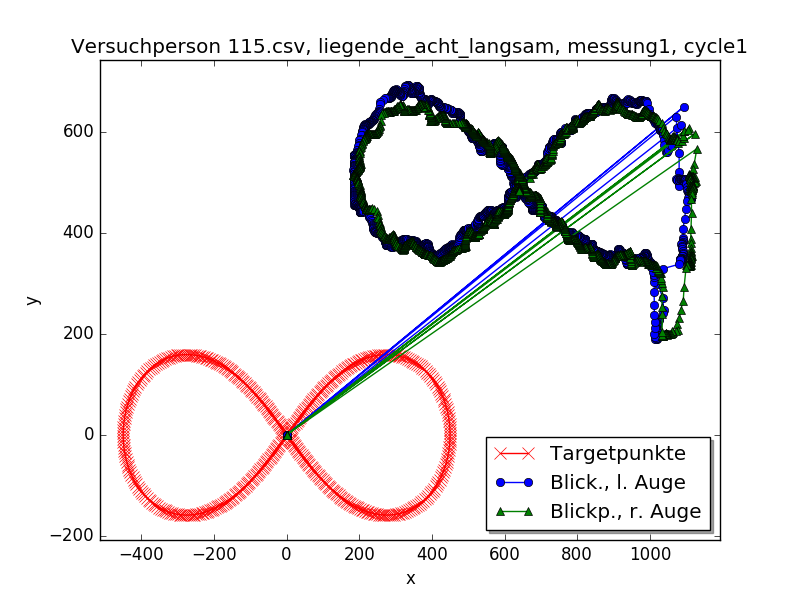 Versuchperson 115.csv, liegende_acht_langsam, messung1, cycle1
y
600
400
200
0
−200
−400
−200
0
200
400
600
800
1000
x
Targetpunkte
Blick., l. Auge
Blickp., r. Auge